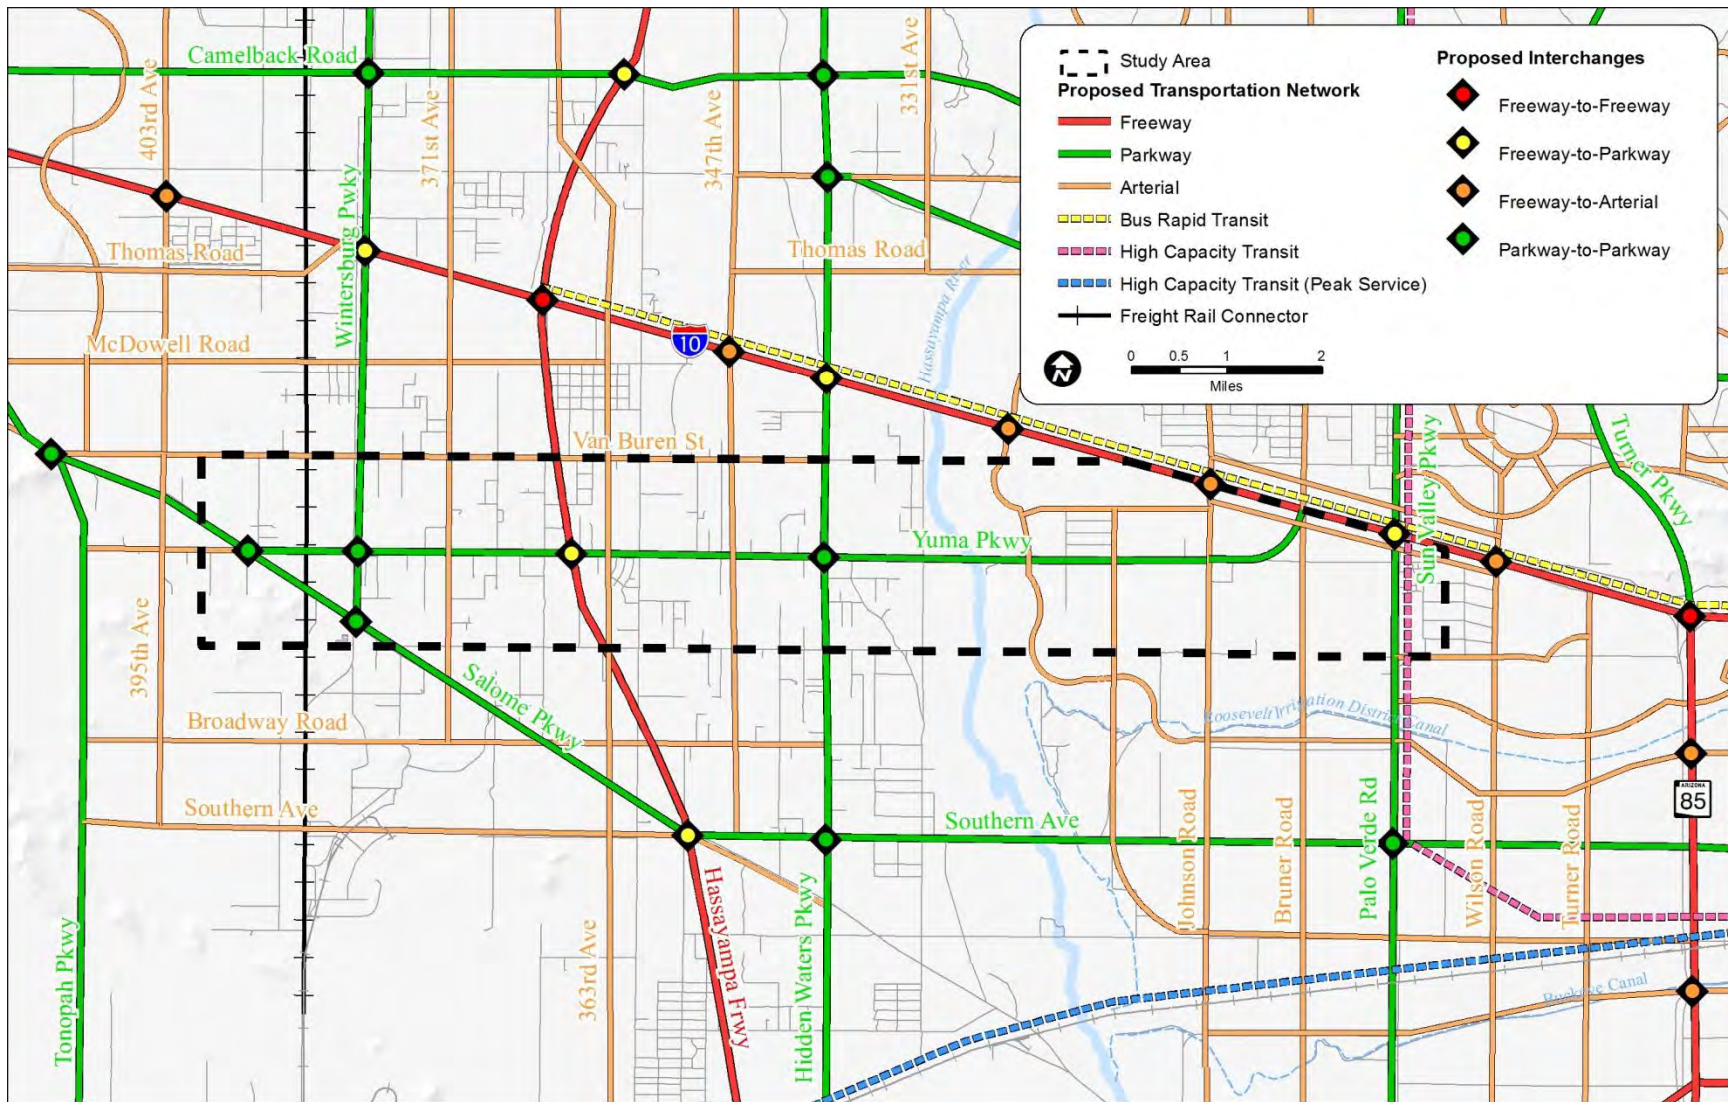 Camelback Road
403rd Ave
371st Ave
347th Ave
331st Ave
Wintersburg Pwky
Thomas Road
Thomas Road
McDowell Road
10
Hassayampa River
Van Buren St
Yuma Pkwy
Sun Valley Pkwy
Turner Pkwy
395th Ave
Salome Pkwy
Broadway Road
Roosevelt Irrigation District Canal
Southern Ave
Southern Ave
Tonopah Pkwy
363rd Ave
Hassayampa Frwy
Hidden Waters Pkwy
Johnson Road
Bruner Road
Palo Verde Rd
Wilson Road
Turner Road
ARIZONA
85
Buckeye Canal
Study Area
Proposed Transportation Network
Freeway
Parkway
Arterial
Bus Rapid Transit
High Capacity Transit
High Capacity Transit (Peak Service)
Freight Rail Connector
N
0 0.5 1 2
Miles
Proposed Interchanges
Freeway-to-Freeway
Freeway-to-Parkway
Freeway-to-Arterial
Parkway-to-Parkway